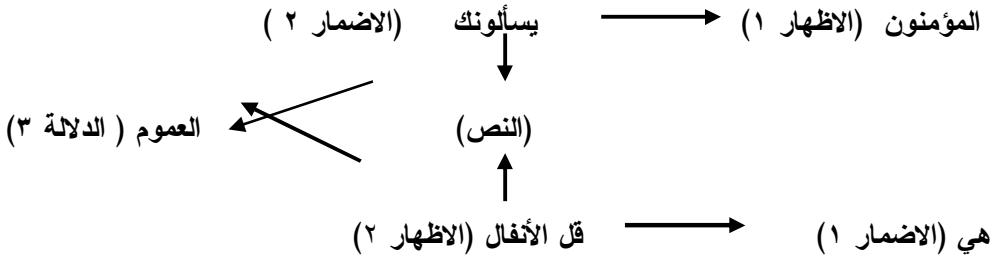 المؤمنون (الاظهار ١) يسألونك (الاضمار ٢ )
(النص) العموم ( الدلالة ٣)
هي (الاضمار ١) قل الأنفال (الاظهار ٢)